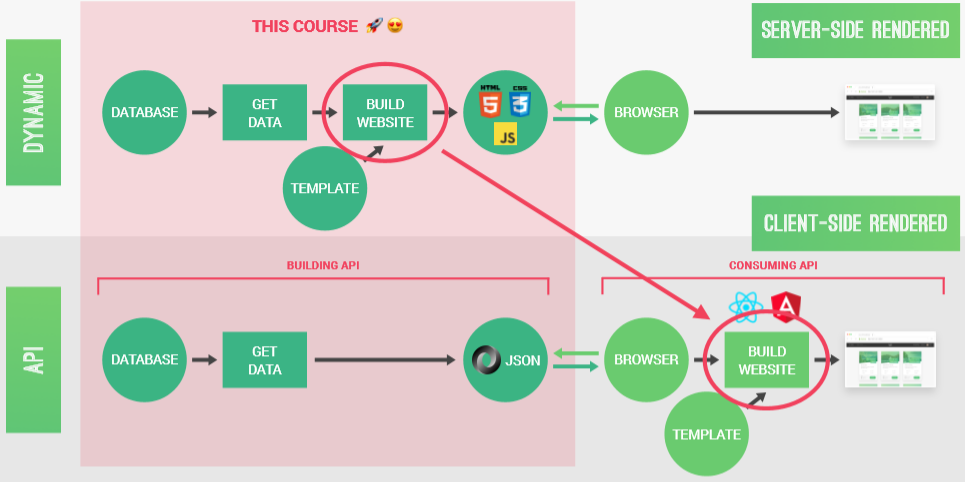 THIS COURSE 🚀😍
SERVER-SIDE RENDERED
DYNAMIC
DATABASE
GET
DATA
BUILD
WEBSITE
HTML
5
CSS
3
JS
BROWSER
TEMPLATE
CLIENT-SIDE RENDERED
BUILDING API
CONSUMING API
API
DATABASE
GET
DATA
JSON
BROWSER
A
BUILD
WEBSITE
TEMPLATE